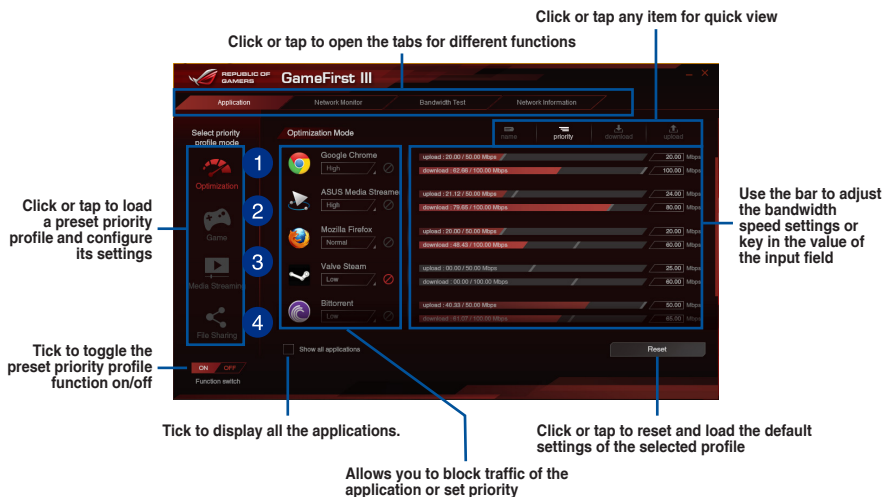 Click or tap any item for quick view
Click or tap to open the tabs for different functions
REPUBLIC OF
GAMERS
GameFirst III
Application
Network Monitor
Bandwidth Test
Network Information
Select priority
profile mode
Optimization Mode
name
priority
download
upload
1
Optimization
2
Game
3
Media Streaming
4
File Sharing
Google Chrome
High
upload : 20.00 / 50.00 Mbps
20.00 Mbps
download : 62.66 / 100.00 Mbps
100.00 Mbps
ASUS Media Streamer
High
upload : 21.12 / 50.00 Mbps
24.00 Mbps
download : 79.65 / 100.00 Mbps
80.00 Mbps
Mozilla Firefox
Normal
upload : 20.00 / 50.00 Mbps
20.00 Mbps
download : 48.43 / 100.00 Mbps
60.00 Mbps
Valve Steam
Low
upload : 00.00 / 50.00 Mbps
25.00 Mbps
download : 00.00 / 100.00 Mbps
60.00 Mbps
Bittorrent
Low
upload : 40.33 / 50.00 Mbps
50.00 Mbps
download : 61.07 / 100.00 Mbps
65.00 Mbps
Show all applications
Reset
ON
OFF
Function switch
Click or tap to load
a preset priority
profile and configure
its settings
Tick to toggle the
preset priority profile
function on/off
Use the bar to adjust
the bandwidth
speed settings or
key in the value of
the input field
Tick to display all the applications.
Click or tap to reset and load the default
settings of the selected profile
Allows you to block traffic of the
application or set priority